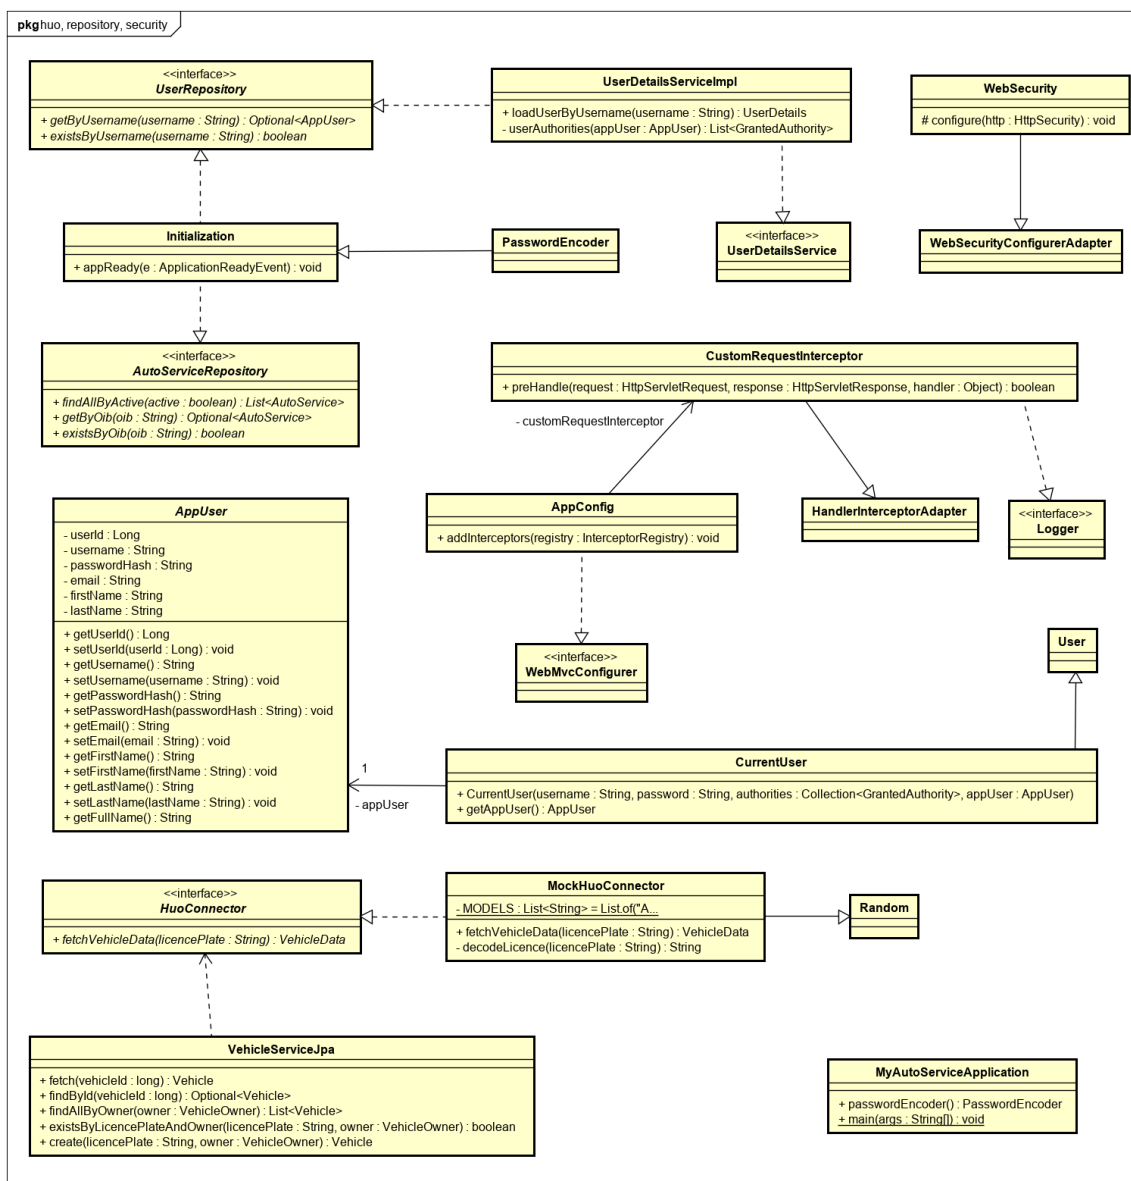 pkg huo, repository, security
<<interface>>
UserRepository
+ getByUsername(username : String) : Optional<AppUser>
+ existsByUsername(username : String) : boolean
UserDetailsServiceImpl
+ loadUserByUsername(username : String) : UserDetails
- userAuthorities(appUser : AppUser) : List<GrantedAuthority>
WebSecurity
# configure(http : HttpSecurity) : void
Initialization
+ appReady(e : ApplicationReadyEvent) : void
PasswordEncoder
<<interface>>
UserDetailsService
WebSecurityConfigurerAdapter
<<interface>>
AutoServiceRepository
+ findAllByActive(active : boolean) : List<AutoService>
+ getByOib(oib : String) : Optional<AutoService>
+ existsByOib(oib : String) : boolean
CustomRequestInterceptor
+ preHandle(request : HttpServletRequest, response : HttpServletResponse, handler : Object) : boolean
- customRequestInterceptor
AppConfig
+ addInterceptors(registry : InterceptorRegistry) : void
HandlerInterceptorAdapter
<<interface>>
Logger
<<interface>>
WebMvcConfigurer
AppUser
- userId : Long
- username : String
- passwordHash : String
- email : String
- firstName : String
- lastName : String
+ getUserId() : Long
+ setUserId(userId : Long) : void
+ getUsername() : String
+ setUsername(username : String) : void
+ getPasswordHash() : String
+ setPasswordHash(passwordHash : String) : void
+ getEmail() : String
+ setEmail(email : String) : void
+ getFirstName() : String
+ setFirstName(firstName : String) : void
+ getLastName() : String
+ setLastName(lastName : String) : void
+ getFullName() : String
User
1
- appUser
CurrentUser
+ CurrentUser(username : String, password : String, authorities : Collection<GrantedAuthority>, appUser : AppUser)
+ getAppUser() : AppUser
<<interface>>
HuoConnector
+ fetchVehicleData(licencePlate : String) : VehicleData
MockHuoConnector
- MODELS : List<String> = List.of("A...
+ fetchVehicleData(licencePlate : String) : VehicleData
- decodeLicence(licencePlate : String) : String
Random
VehicleServiceJpa
+ fetch(vehicleId : long) : Vehicle
+ findById(vehicleId : long) : Optional<Vehicle>
+ findAllByOwner(owner : VehicleOwner) : List<Vehicle>
+ existsByLicencePlateAndOwner(licencePlate : String, owner : VehicleOwner) : boolean
+ create(licencePlate : String, owner : VehicleOwner) : Vehicle
MyAutoServiceApplication
+ passwordEncoder() : PasswordEncoder
+ main(args : String[]) : void